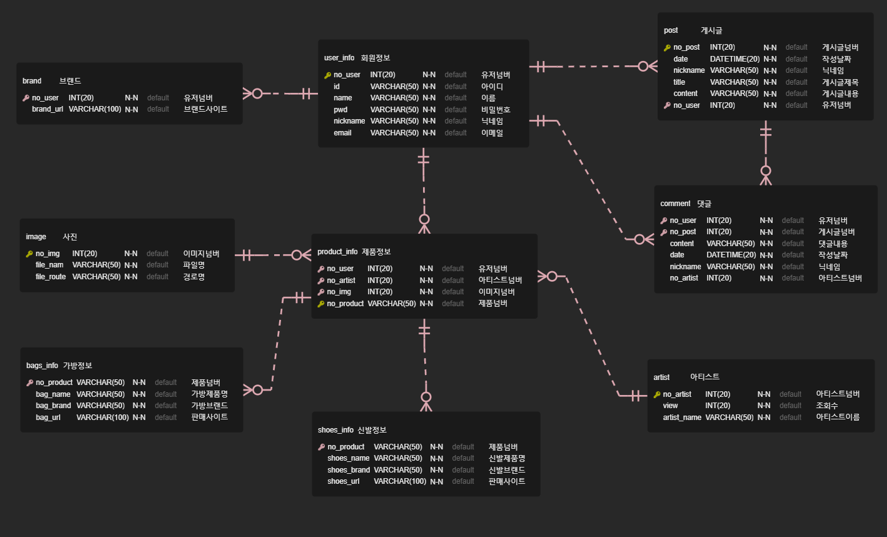 brand 브랜드
no_user INT(20) N-N default 유저넘버
brand_url VARCHAR(100) N-N default 브랜드사이트
user_info 회원정보
no_user INT(20) N-N default 유저넘버
id VARCHAR(50) N-N default 아이디
name VARCHAR(50) N-N default 이름
pwd VARCHAR(50) N-N default 비밀번호
nickname VARCHAR(50) N-N default 닉네임
email VARCHAR(50) N-N default 이메일
post 게시글
no_post INT(20) N-N default 게시글넘버
date DATETIME(20) N-N default 작성날짜
nickname VARCHAR(50) N-N default 닉네임
title VARCHAR(50) N-N default 게시글제목
content VARCHAR(50) N-N default 게시글내용
no_user INT(20) N-N default 유저넘버
image 사진
no_img INT(20) N-N default 이미지넘버
file_nam VARCHAR(50) N-N default 파일명
file_route VARCHAR(50) N-N default 경로명
product_info 제품정보
no_user INT(20) N-N default 유저넘버
no_artist INT(20) N-N default 아티스트넘버
no_img INT(20) N-N default 이미지넘버
no_product VARCHAR(50) N-N default 제품넘버
comment 댓글
no_user INT(20) N-N default 유저넘버
no_post INT(20) N-N default 게시글넘버
content VARCHAR(50) N-N default 댓글내용
date DATETIME(20) N-N default 작성날짜
nickname VARCHAR(50) N-N default 닉네임
no_artist INT(20) N-N default 아티스트넘버
bags_info 가방정보
no_product VARCHAR(50) N-N default 제품넘버
bag_name VARCHAR(50) N-N default 가방제품명
bag_brand VARCHAR(50) N-N default 가방브랜드
bag_url VARCHAR(100) N-N default 판매사이트
shoes_info 신발정보
no_product VARCHAR(50) N-N default 제품넘버
shoes_name VARCHAR(50) N-N default 신발제품명
shoes_brand VARCHAR(50) N-N default 신발브랜드
shoes_url VARCHAR(100) N-N default 판매사이트
artist 아티스트
no_artist INT(20) N-N default 아티스트넘버
view INT(20) N-N default 조회수
artist_name VARCHAR(50) N-N default 아티스트이름